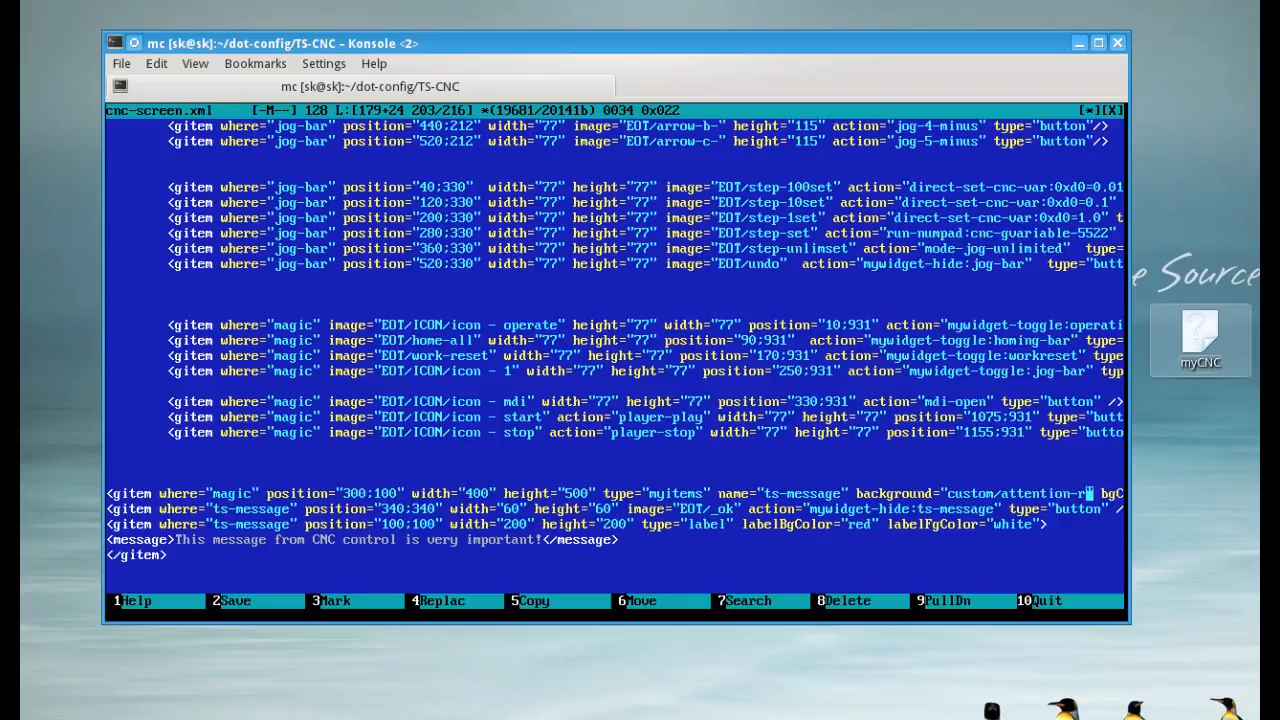 mc [sk@sk]:~/dot-config/TS-CNC – Konsole <2>
File Edit View Bookmarks Settings Help
mc [sk@sk]:~/dot-config/TS-CNC
cnc-screen.xml [-M--] 128 L:[179+24 203/216] *(19681/20141b) 0034 0x022 [*][X]
<gitem where="jog-bar" position="440;212" width="77" image="EOT/arrow-b-" height="115" action="jog-4-minus" type="button"/>
<gitem where="jog-bar" position="520;212" width="77" image="EOT/arrow-c-" height="115" action="jog-5-minus" type="button"/>
<gitem where="jog-bar" position="40;330" width="77" height="77" image="EOT/step-100set" action="direct-set-cnc-var:0xd0=0.01
<gitem where="jog-bar" position="120;330" width="77" height="77" image="EOT/step-10set" action="direct-set-cnc-var:0xd0=0.1"
<gitem where="jog-bar" position="200;330" width="77" height="77" image="EOT/step-1set" action="direct-set-cnc-var:0xd0=1.0" t
<gitem where="jog-bar" position="280;330" width="77" height="77" image="EOT/step-set" action="run-numpad:cnc-gvariable-5522"
<gitem where="jog-bar" position="360;330" width="77" height="77" image="EOT/step-unlimset" action="mode-jog-unlimited" type=
<gitem where="jog-bar" position="520;330" width="77" height="77" image="EOT/undo" action="mywidget-hide:jog-bar" type="butt
e Source
<gitem where="magic" image="EOT/ICON/icon - operate" height="77" width="77" position="10;931" action="mywidget-toggle:operati
<gitem where="magic" image="EOT/home-all" height="77" width="77" position="90;931" action="mywidget-toggle:homing-bar" type=
<gitem where="magic" image="EOT/work-reset" width="77" height="77" position="170;931" action="mywidget-toggle:workreset" type
<gitem where="magic" image="EOT/ICON/icon - 1" width="77" height="77" position="250;931" action="mywidget-toggle:jog-bar" typ
myCNC
<gitem where="magic" image="EOT/ICON/icon - mdi" width="77" height="77" position="330;931" action="mdi-open" type="button" />
<gitem where="magic" image="EOT/ICON/icon - start" action="player-play" width="77" height="77" position="1075;931" type="butt
<gitem where="magic" image="EOT/ICON/icon - stop" action="player-stop" width="77" height="77" position="1155;931" type="butto
<gitem where="magic" position="300;100" width="400" height="500" type="myitems" name="ts-message" background="custom/attention-r" bgC
<gitem where="ts-message" position="340;340" width="60" height="60" image="EOT/_ok" action="mywidget-hide:ts-message" type="button" /
<gitem where="ts-message" position="100;100" width="200" height="200" type="label" labelBgColor="red" labelFgColor="white">
<message>This message from CNC control is very important!</message>
</gitem>
1Help 2Save 3Mark 4Replac 5Copy 6Move 7Search 8Delete 9PullDn 10Quit